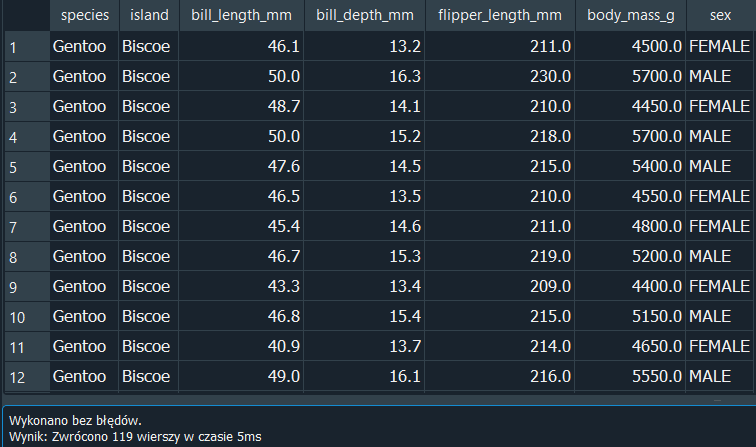 species island bill_length_mm bill_depth_mm flipper_length_mm body_mass_g sex
1 Gentoo Biscoe 46.1 13.2 211.0 4500.0 FEMALE
2 Gentoo Biscoe 50.0 16.3 230.0 5700.0 MALE
3 Gentoo Biscoe 48.7 14.1 210.0 4450.0 FEMALE
4 Gentoo Biscoe 50.0 15.2 218.0 5700.0 MALE
5 Gentoo Biscoe 47.6 14.5 215.0 5400.0 MALE
6 Gentoo Biscoe 46.5 13.5 210.0 4550.0 FEMALE
7 Gentoo Biscoe 45.4 14.6 211.0 4800.0 FEMALE
8 Gentoo Biscoe 46.7 15.3 219.0 5200.0 MALE
9 Gentoo Biscoe 43.3 13.4 209.0 4400.0 FEMALE
10 Gentoo Biscoe 46.8 15.4 215.0 5150.0 MALE
11 Gentoo Biscoe 40.9 13.7 214.0 4650.0 FEMALE
12 Gentoo Biscoe 49.0 16.1 216.0 5550.0 MALE
Wykonano bez błędów.
Wynik: Zwrócono 119 wierszy w czasie 5ms